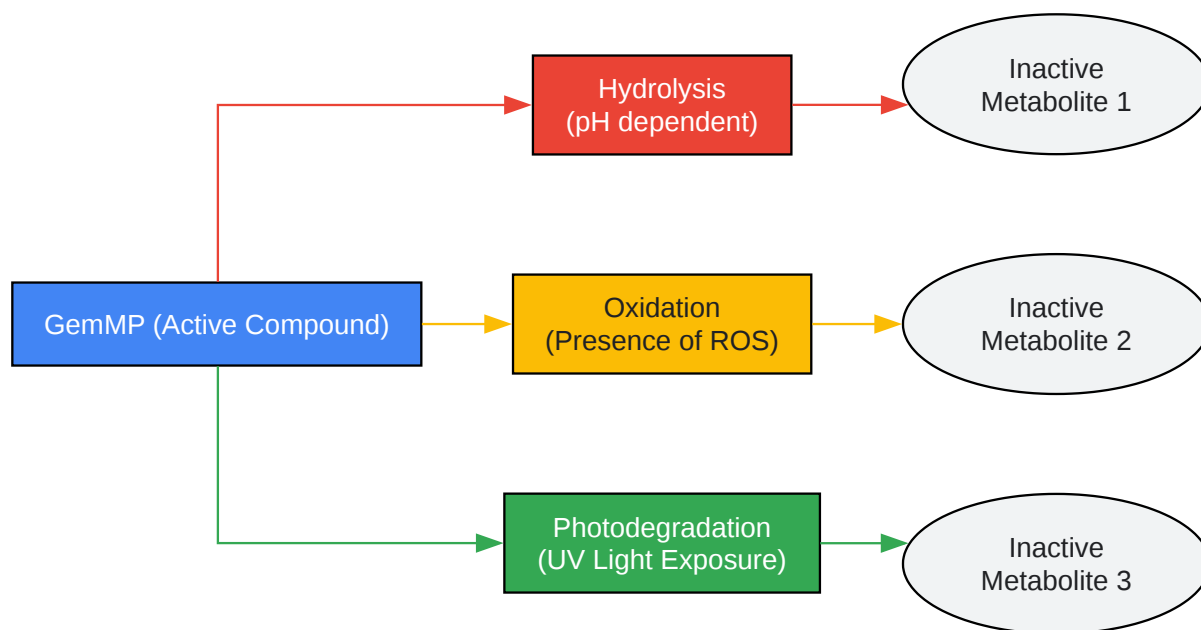 Hydrolysis
(pH dependent)
Inactive
Metabolite 1
GemMP (Active Compound)
Oxidation
(Presence of ROS)
Inactive
Metabolite 2
Photodegradation
(UV Light Exposure)
Inactive
Metabolite 3